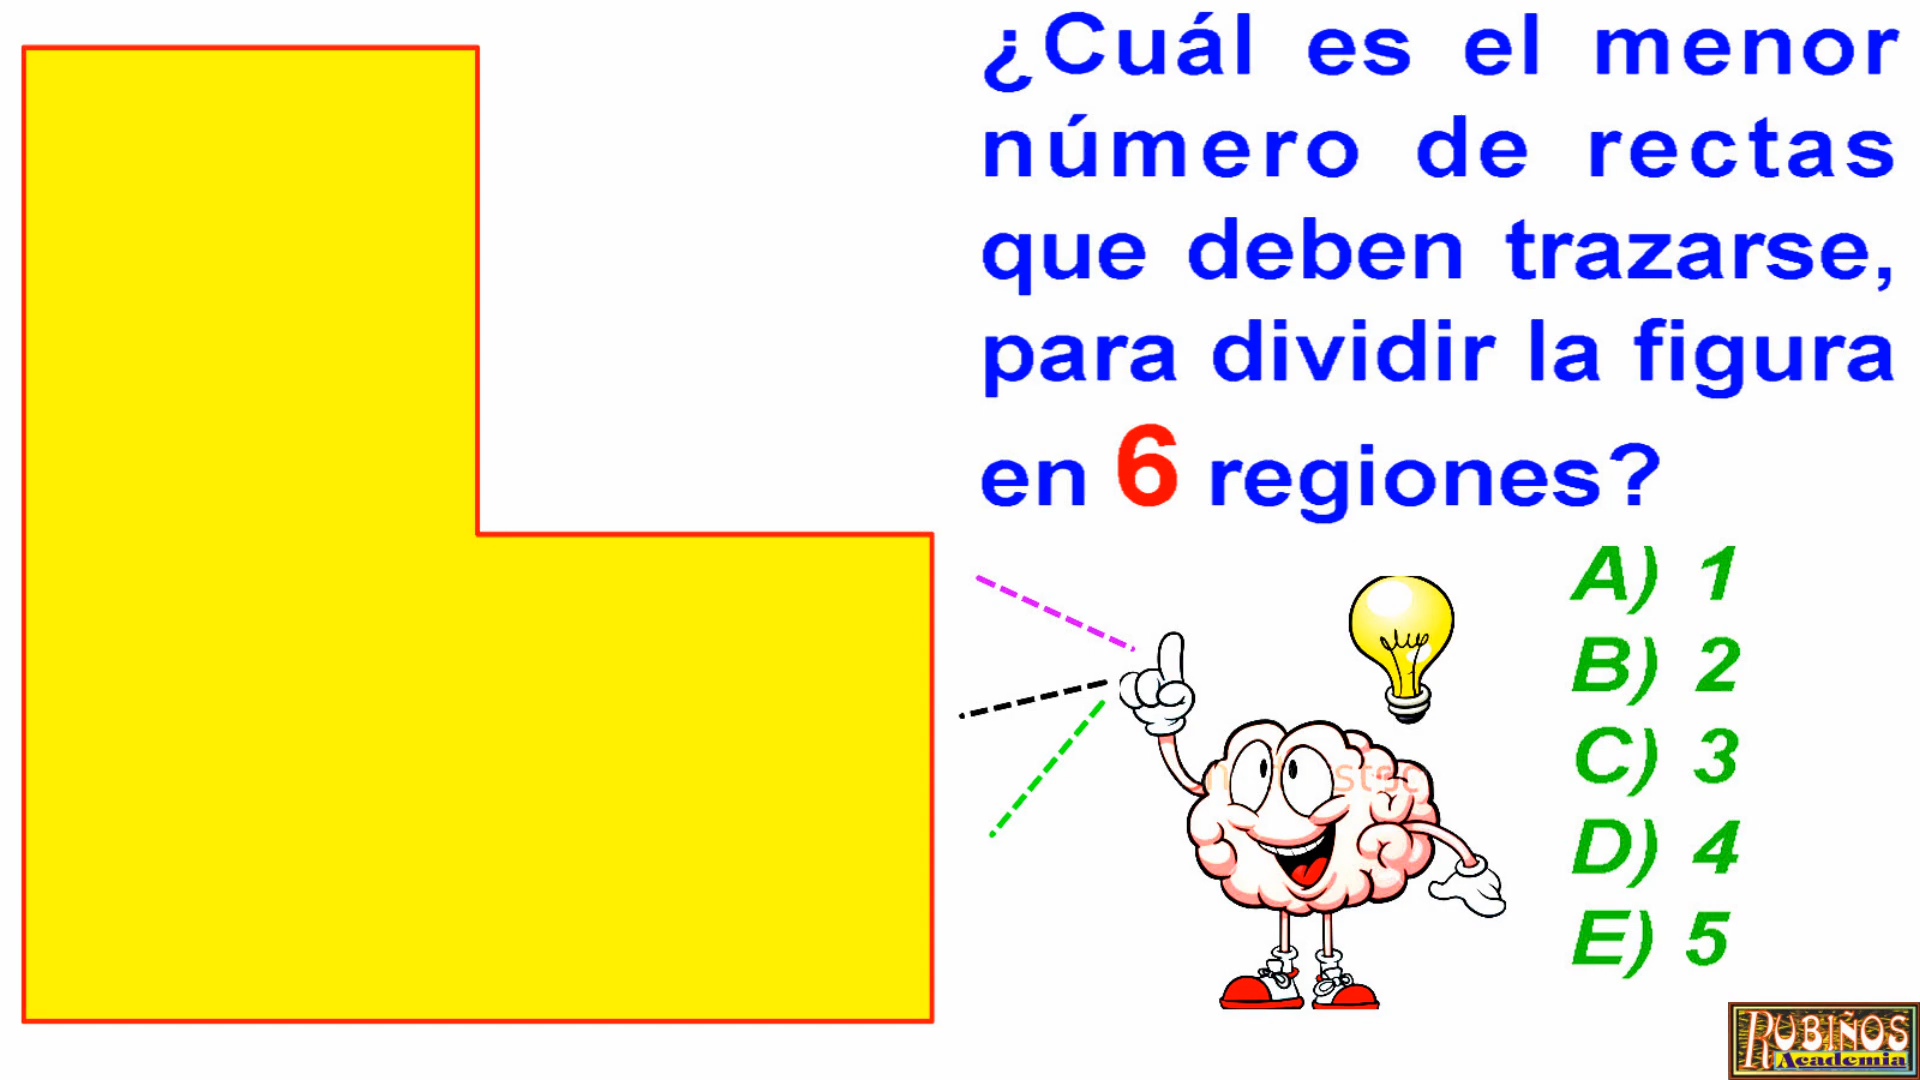 ¿Cuál es el menor
número de rectas
que deben trazarse,
para dividir la figura
en 6 regiones?
A) 1
B) 2
C) 3
D) 4
E) 5
RUBIÑOS
Academia